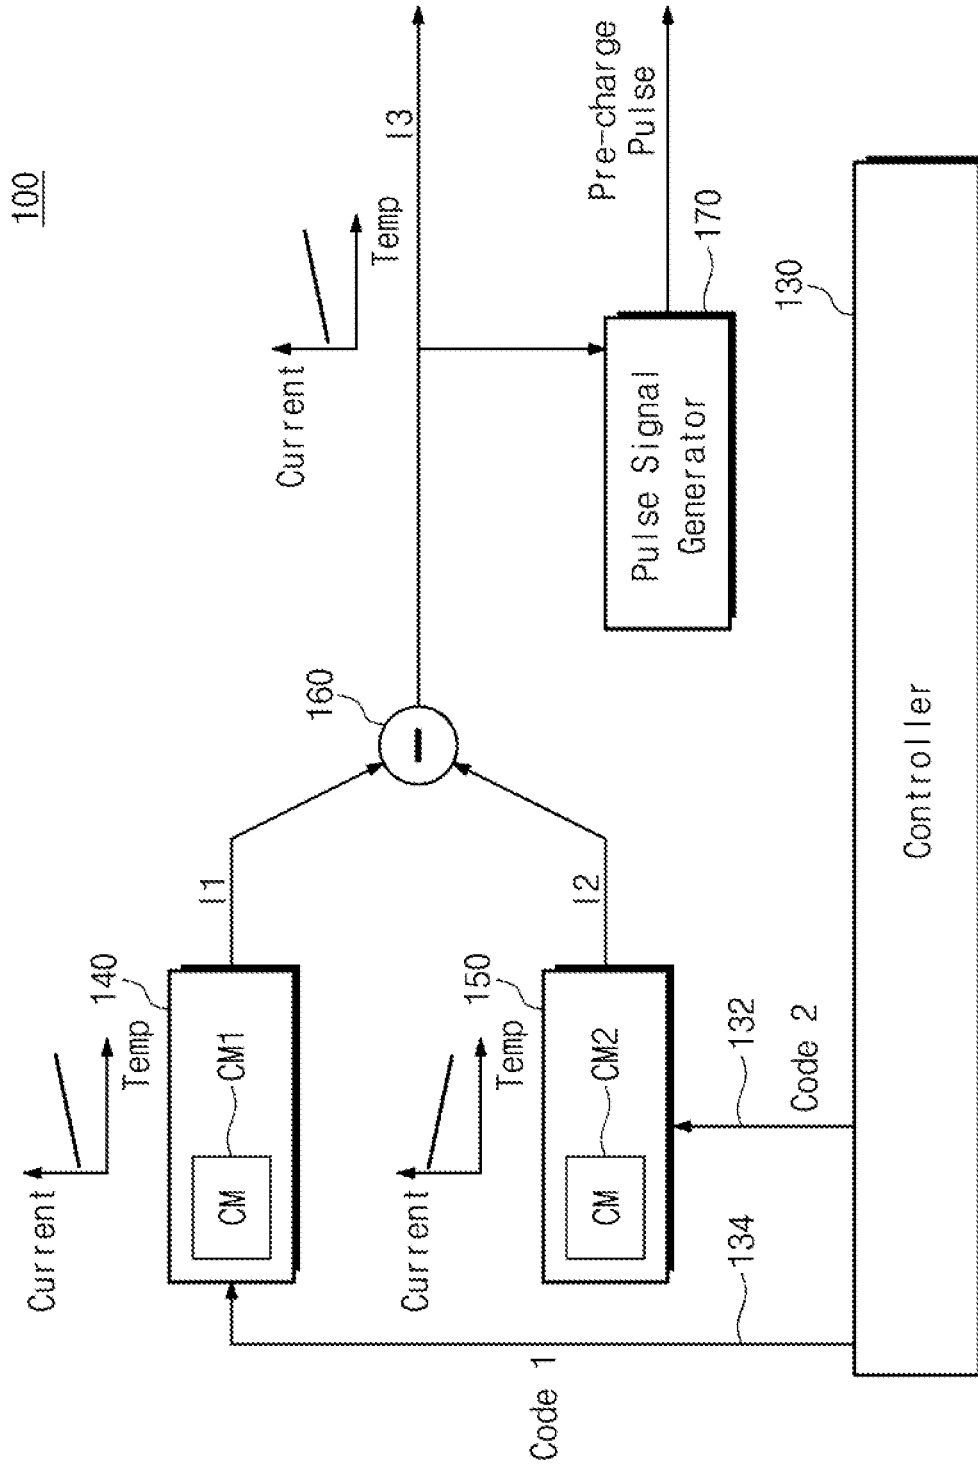 100
Current
Temp
140
CM
CM1
I1
160
Current
Temp
I3
Current
Temp
150
CM
CM2
I2
Pulse Signal
Generator
170
Pre-charge
Pulse
Code 1
134
132
Code 2
130
Controller